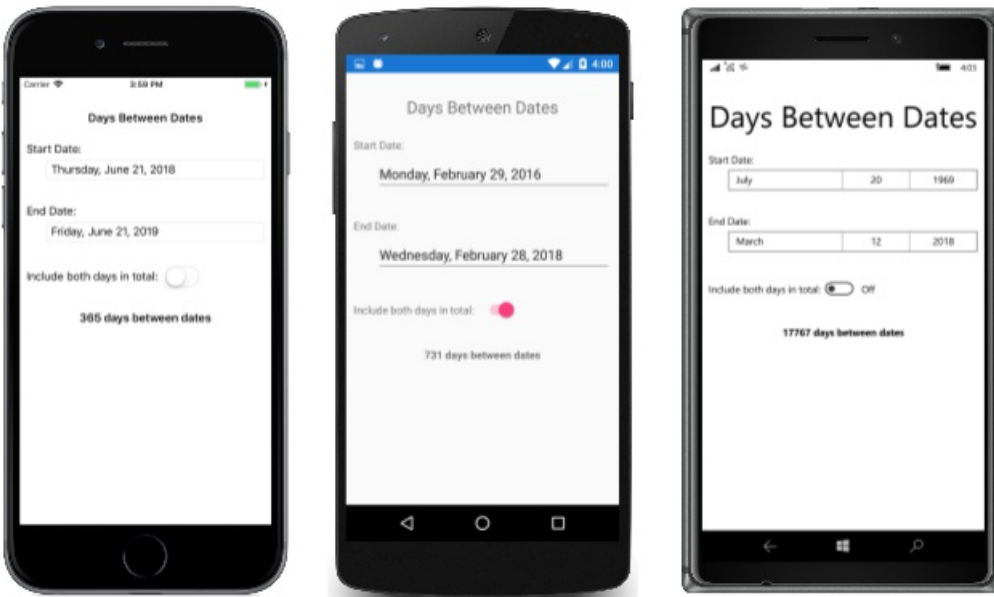 Carrier 3:59 PM
Days Between Dates
Start Date:
Thursday, June 21, 2018
End Date:
Friday, June 21, 2019
Include both days in total:
365 days between dates
4:00
Days Between Dates
Start Date:
Monday, February 29, 2016
End Date:
Wednesday, February 28, 2018
Include both days in total:
731 days between dates
4:03
Days Between Dates
Start Date:
July 20 1969
End Date:
March 12 2018
Include both days in total: Off
17767 days between dates